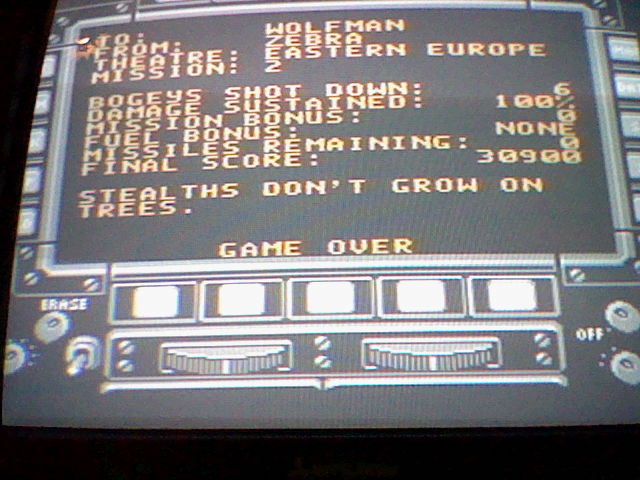 TO: WOLFMAN
FROM: ZEBRA
THEATRE: EASTERN EUROPE
MISSION: 2
BOGEYS SHOT DOWN: 6
DAMAGE SUSTAINED: 100%
MISSION BONUS: 0
FUEL BONUS: NONE
MISSILES REMAINING: 0
FINAL SCORE: 30900
STEALTHS DON'T GROW ON
TREES.
GAME OVER
ERASE
OFF